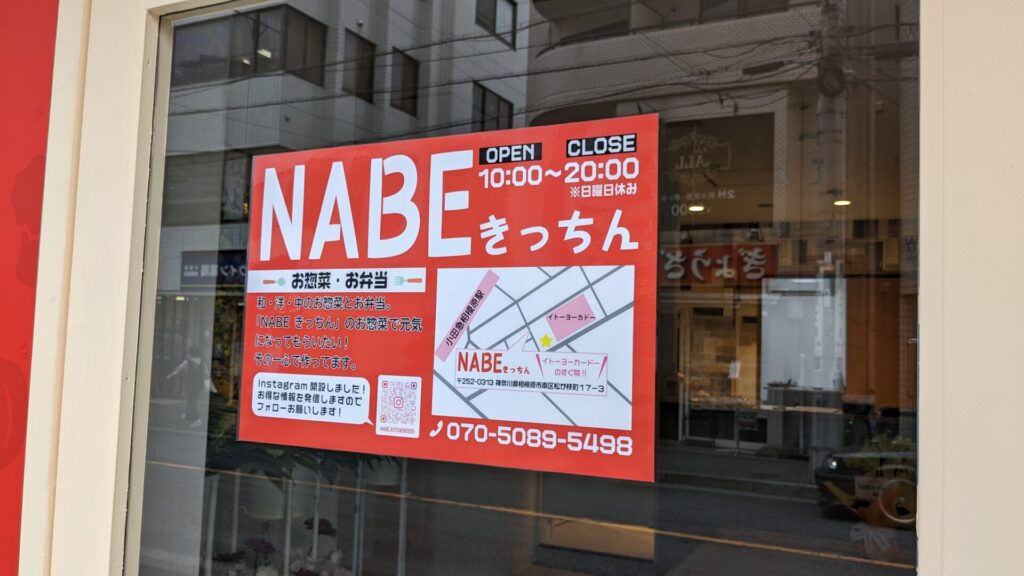 NABE
きっちん
OPEN CLOSE
10:00～20:00
※日曜日休み
お惣菜・お弁当
和・洋・中のお惣菜とお弁当。
「NABE きっちん」のお惣菜で元気
になってもらいたい！
その一心で作ってます。
Instagram 開設しました！
お得な情報を発信しますので
フォローお願いします！
NABE.KITCHEN2025
小田急相模原駅
イトーヨーカドー
NABEきっちん
イトーヨーカドーの
すぐ隣！！
〒252-0313 神奈川県相模原市南区松が枝町17－3
070-5089-5498
ぎょうざ